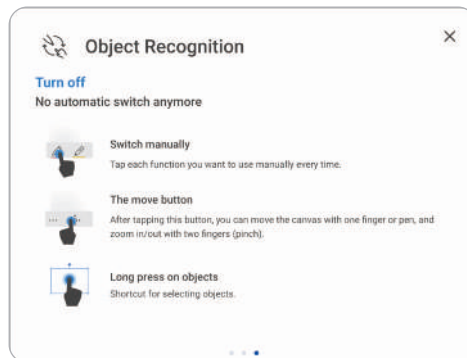 Object Recognition
Turn off
No automatic switch anymore
Switch manually
Tap each function you want to use manually every time.
The move button
After tapping this button, you can move the canvas with one finger or pen, and
zoom in/out with two fingers (pinch).
Long press on objects
Shortcut for selecting objects.